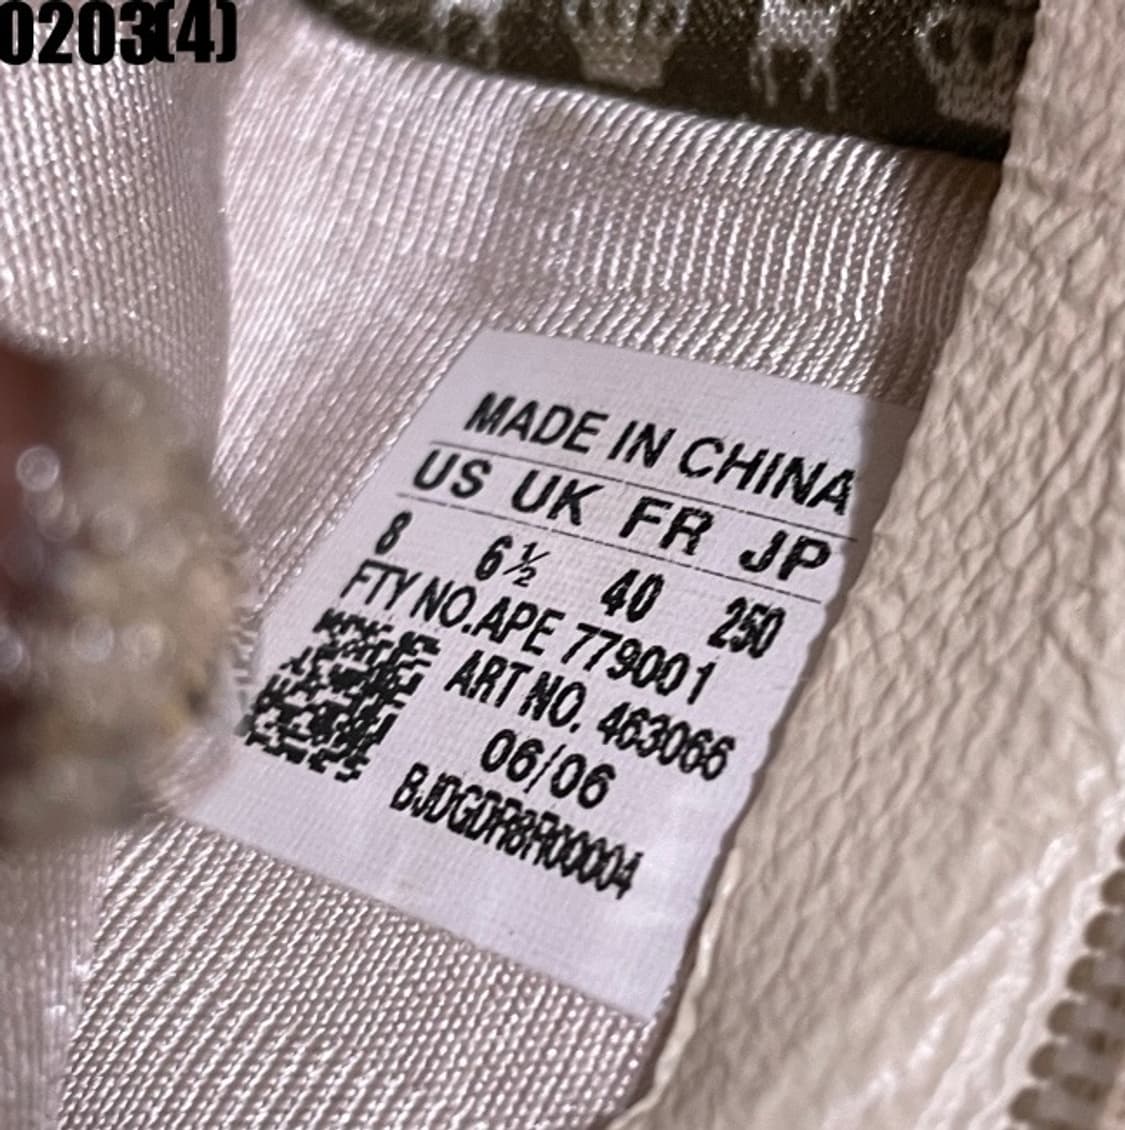 0203(4)
MADE IN CHINA
US UK FR JP
8 6½ 40 250
FTY NO.APE 779001
ART NO. 463066
06/06
BJDGDR8R00004